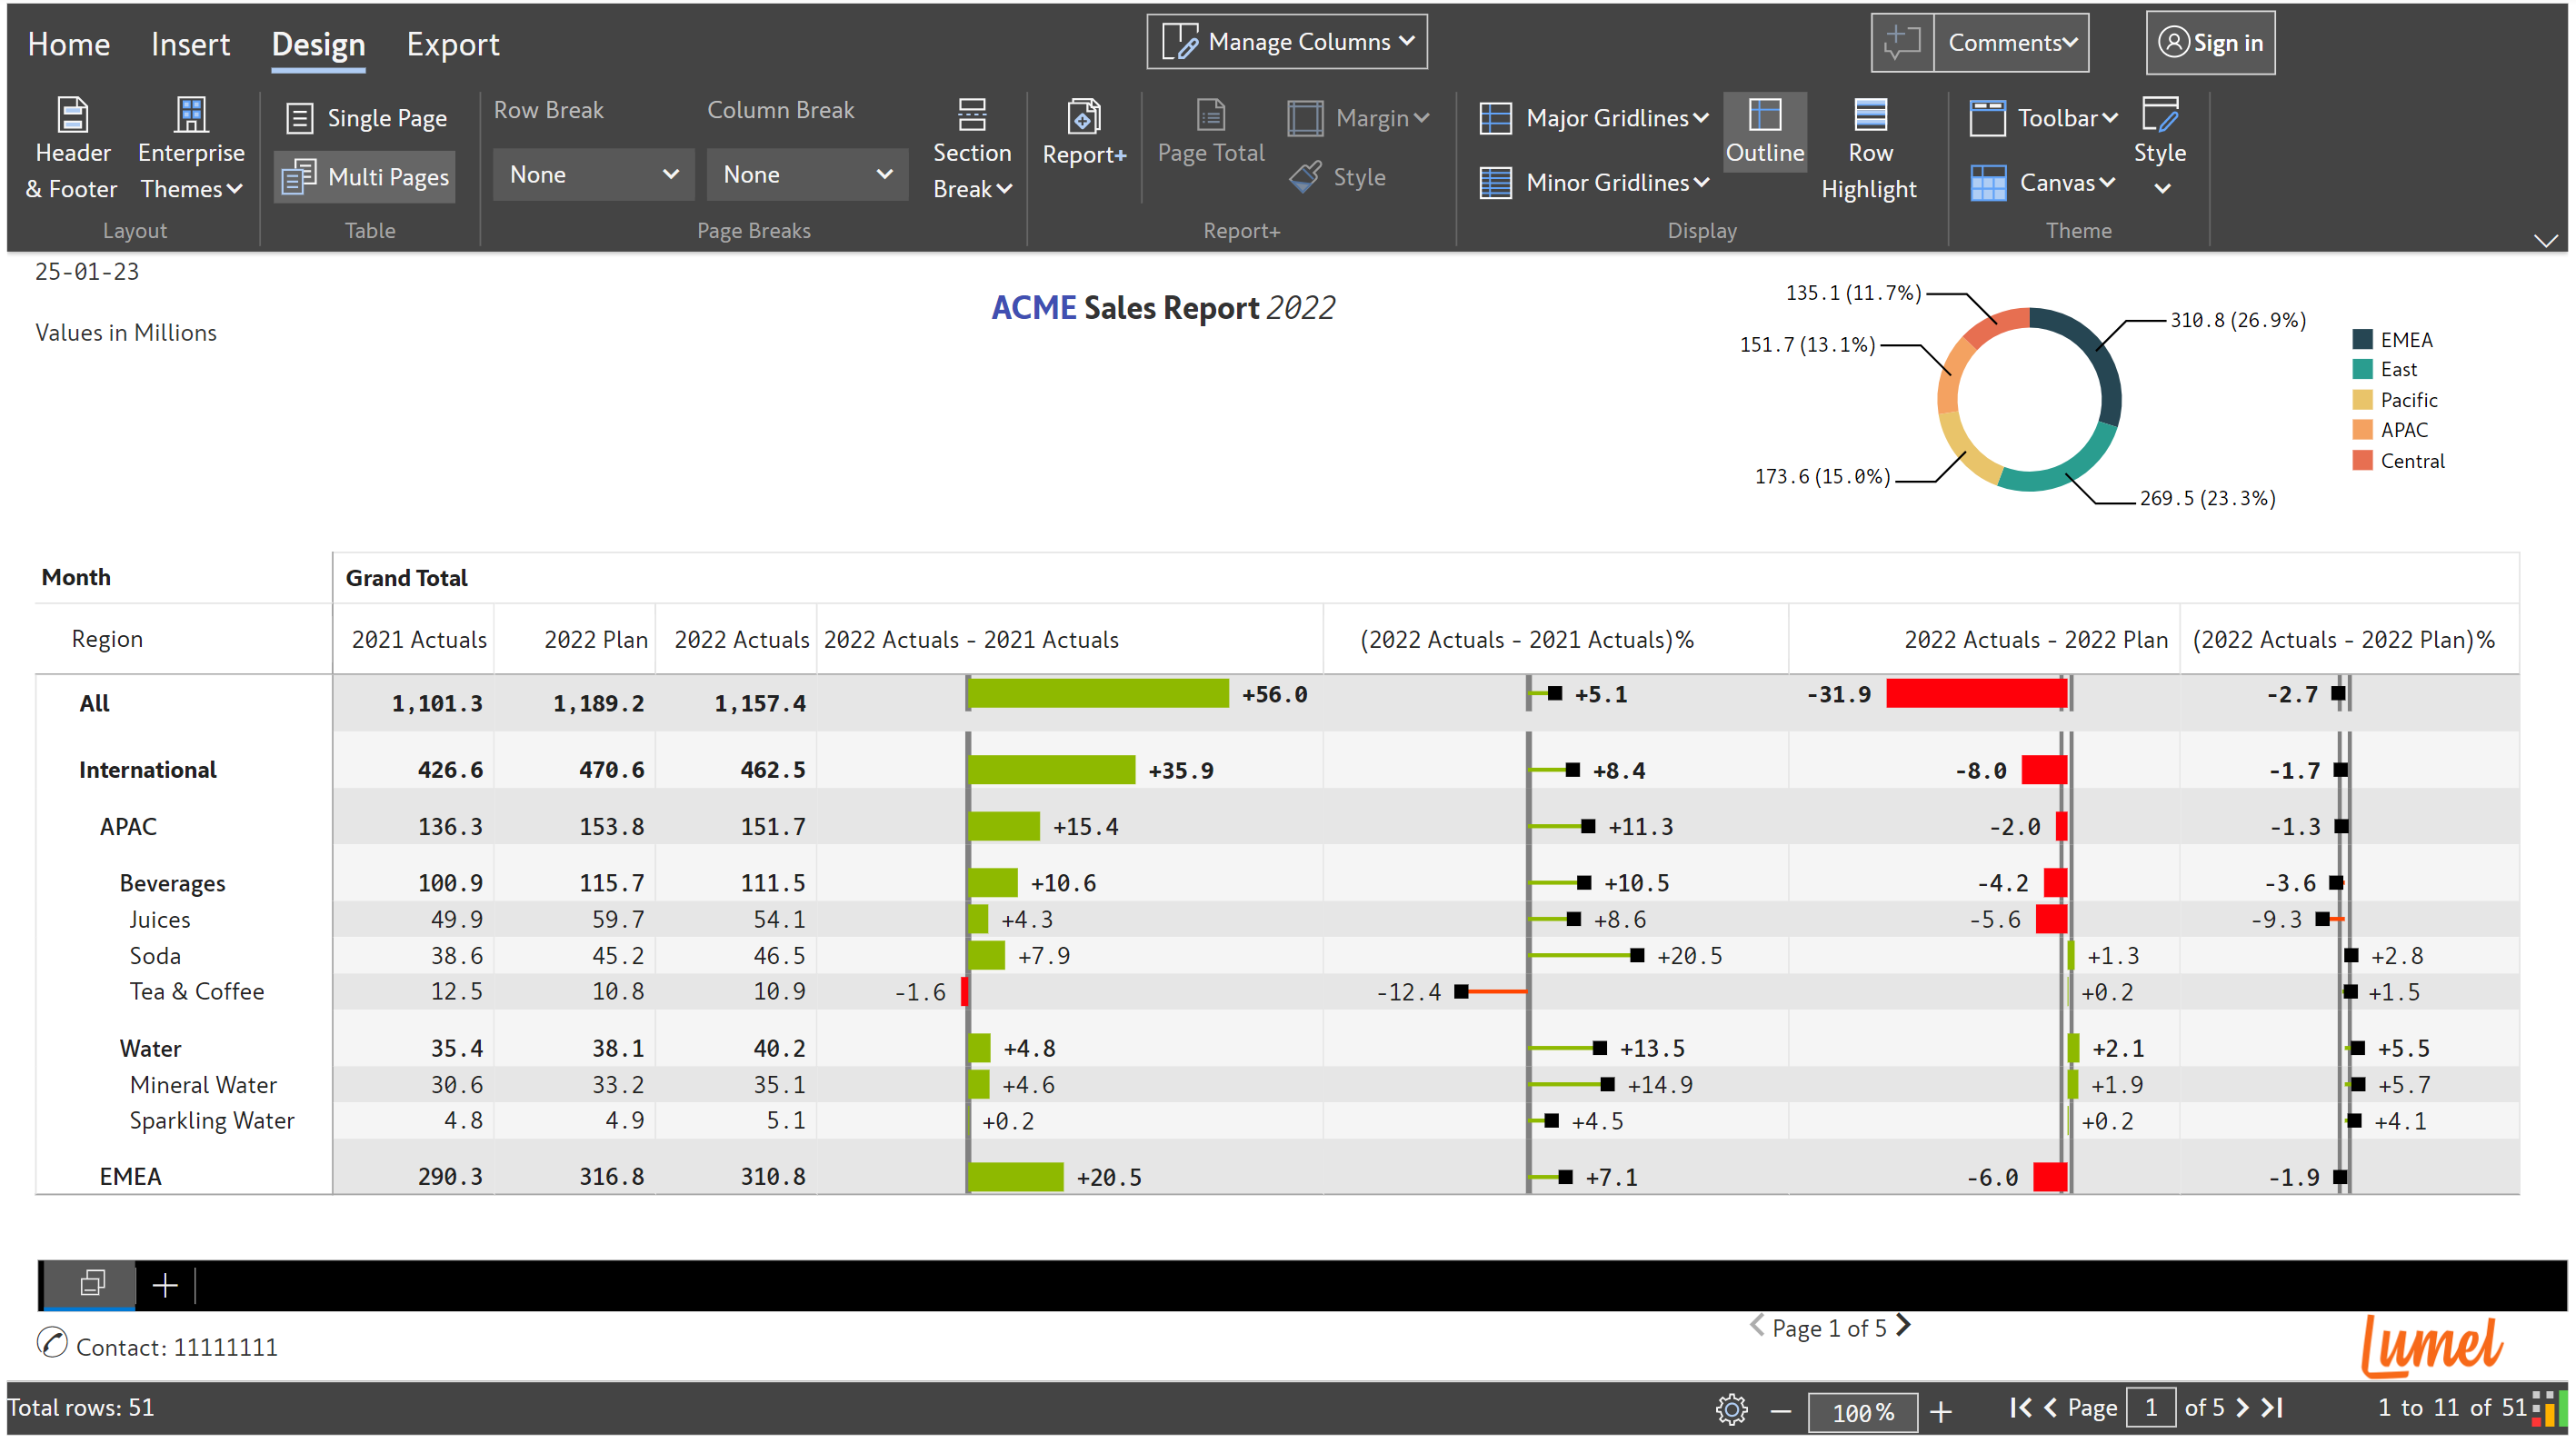 Home Insert Design Export Manage Columns Comments Sign in
Header & Footer Enterprise Themes Single Page Multi Pages Row Break None Column Break None Section Break Report+ Page Total Margin Style Major Gridlines Minor Gridlines Outline Row Highlight Toolbar Canvas Style
Layout Table Page Breaks Report+ Display Theme
25-01-23
Values in Millions
ACME Sales Report 2022
135.1 (11.7%)
310.8 (26.9%)
151.7 (13.1%)
173.6 (15.0%)
269.5 (23.3%)
EMEA
East
Pacific
APAC
Central
Month Grand Total
Region 2021 Actuals 2022 Plan 2022 Actuals 2022 Actuals - 2021 Actuals (2022 Actuals - 2021 Actuals)% 2022 Actuals - 2022 Plan (2022 Actuals - 2022 Plan)%
All 1,101.3 1,189.2 1,157.4 +56.0 +5.1 -31.9 -2.7
International 426.6 470.6 462.5 +35.9 +8.4 -8.0 -1.7
APAC 136.3 153.8 151.7 +15.4 +11.3 -2.0 -1.3
Beverages 100.9 115.7 111.5 +10.6 +10.5 -4.2 -3.6
Juices 49.9 59.7 54.1 +4.3 +8.6 -5.6 -9.3
Soda 38.6 45.2 46.5 +7.9 +20.5 +1.3 +2.8
Tea & Coffee 12.5 10.8 10.9 -1.6 -12.4 +0.2 +1.5
Water 35.4 38.1 40.2 +4.8 +13.5 +2.1 +5.5
Mineral Water 30.6 33.2 35.1 +4.6 +14.9 +1.9 +5.7
Sparkling Water 4.8 4.9 5.1 +0.2 +4.5 +0.2 +4.1
EMEA 290.3 316.8 310.8 +20.5 +7.1 -6.0 -1.9
Contact: 11111111 Page 1 of 5 Lumel
Total rows: 51 100% Page 1 of 5 1 to 11 of 51